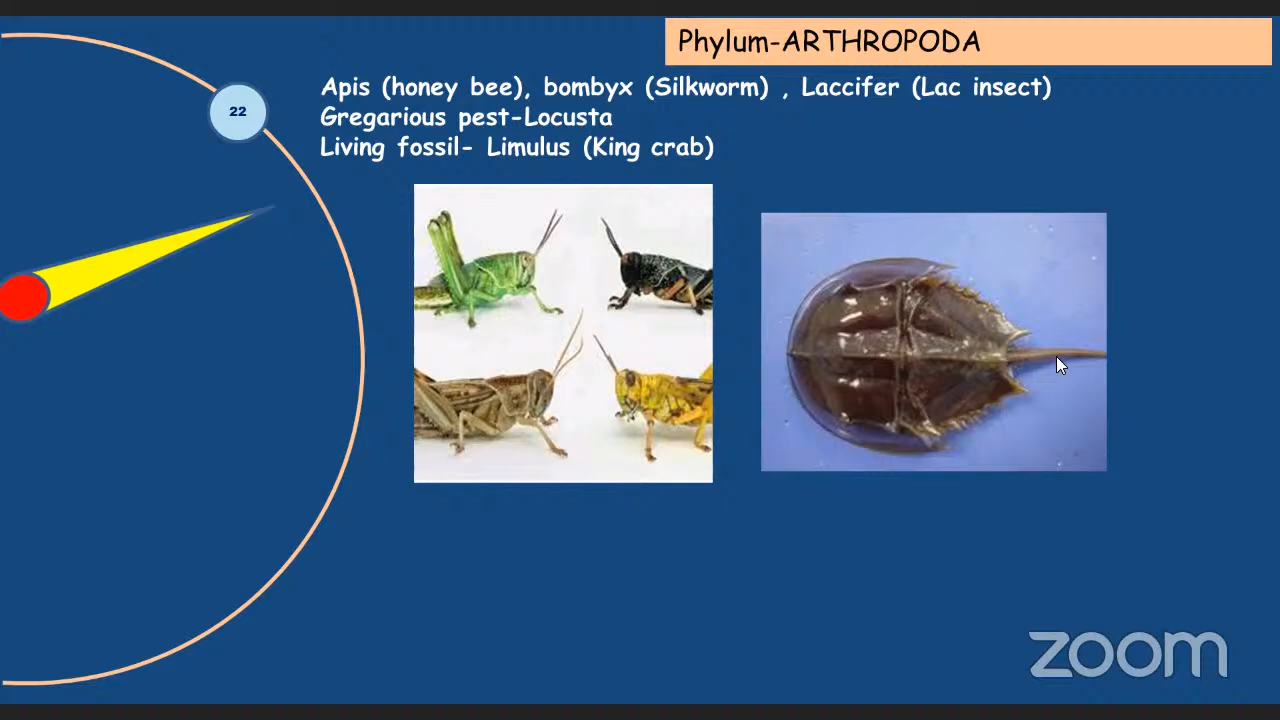 Phylum-ARTHROPODA
22
Apis (honey bee), bombyx (Silkworm) , Laccifer (Lac insect)
Gregarious pest-Locusta
Living fossil- Limulus (King crab)
zoom